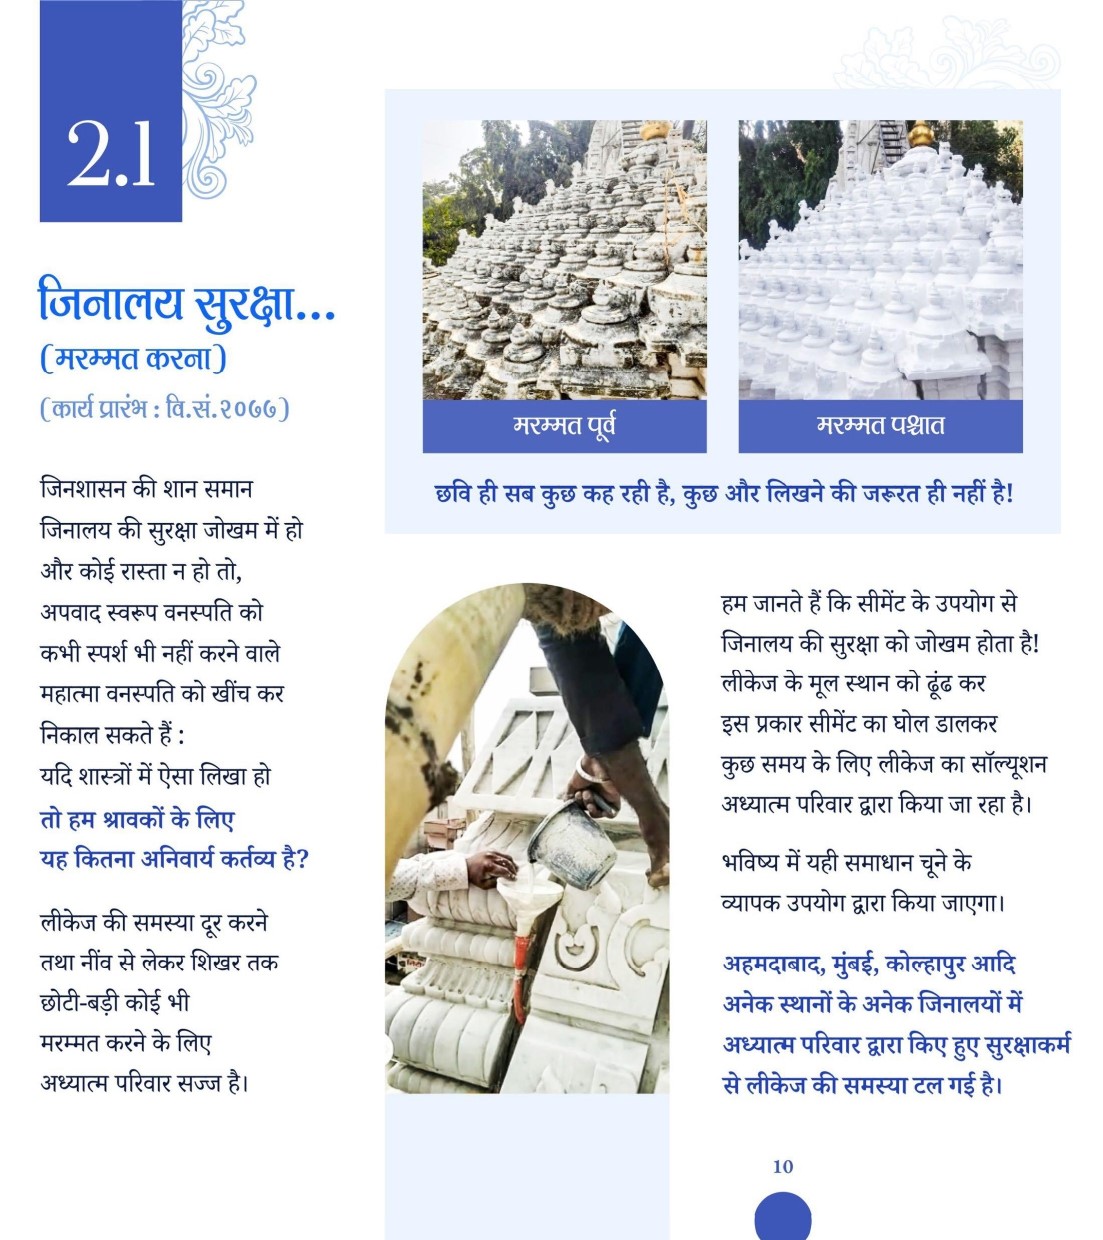 2.1
जिनालय सुरक्षा...
(मरम्मत करना)
(कार्य प्रारंभ : वि.सं.२०७७)
जिनशासन की शान समान
जिनालय की सुरक्षा जोखम में हो
और कोई रास्ता न हो तो,
अपवाद स्वरूप वनस्पति को
कभी स्पर्श भी नहीं करने वाले
महात्मा वनस्पति को खींच कर
निकाल सकते हैं :
यदि शास्त्रों में ऐसा लिखा हो
तो हम श्रावकों के लिए
यह कितना अनिवार्य कर्तव्य है?
लीकेज की समस्या दूर करने
तथा नींव से लेकर शिखर तक
छोटी-बड़ी कोई भी
मरम्मत करने के लिए
अध्यात्म परिवार सज्ज है।
मरम्मत पूर्व
मरम्मत पश्चात
छवि ही सब कुछ कह रही है, कुछ और लिखने की जरूरत ही नहीं है!
हम जानते हैं कि सीमेंट के उपयोग से
जिनालय की सुरक्षा को जोखम होता है!
लीकेज के मूल स्थान को ढूंढ कर
इस प्रकार सीमेंट का घोल डालकर
कुछ समय के लिए लीकेज का सॉल्यूशन
अध्यात्म परिवार द्वारा किया जा रहा है।
भविष्य में यही समाधान चूने के
व्यापक उपयोग द्वारा किया जाएगा।
अहमदाबाद, मुंबई, कोल्हापुर आदि
अनेक स्थानों के अनेक जिनालयों में
अध्यात्म परिवार द्वारा किए हुए सुरक्षाकर्म
से लीकेज की समस्या टल गई है।
10